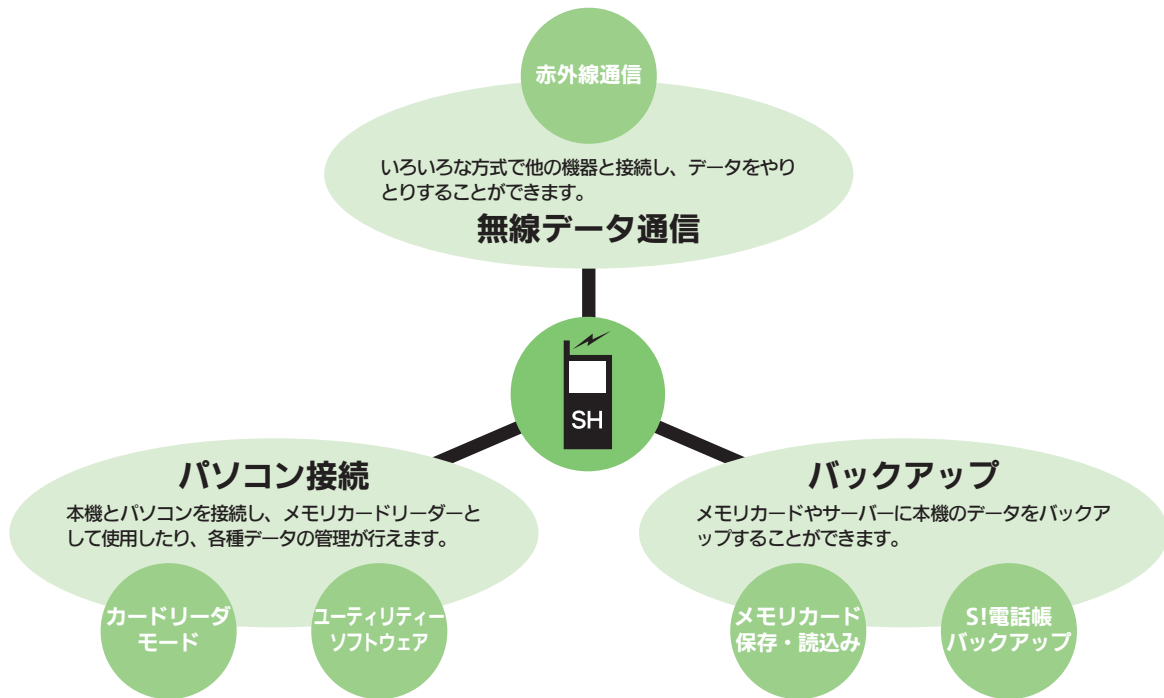 赤外線通信
いろいろな方式で他の機器と接続し、データをやり
とりすることができます。
無線データ通信
SH
パソコン接続
本機とパソコンを接続し、メモリカードリーダーと
して使用したり、各種データの管理が行えます。
カードリーダ
モード
ユーティリティー
ソフトウェア
バックアップ
メモリカードやサーバーに本機のデータをバックア
ップすることができます。
メモリカード
保存・読込み
S!電話帳
バックアップ